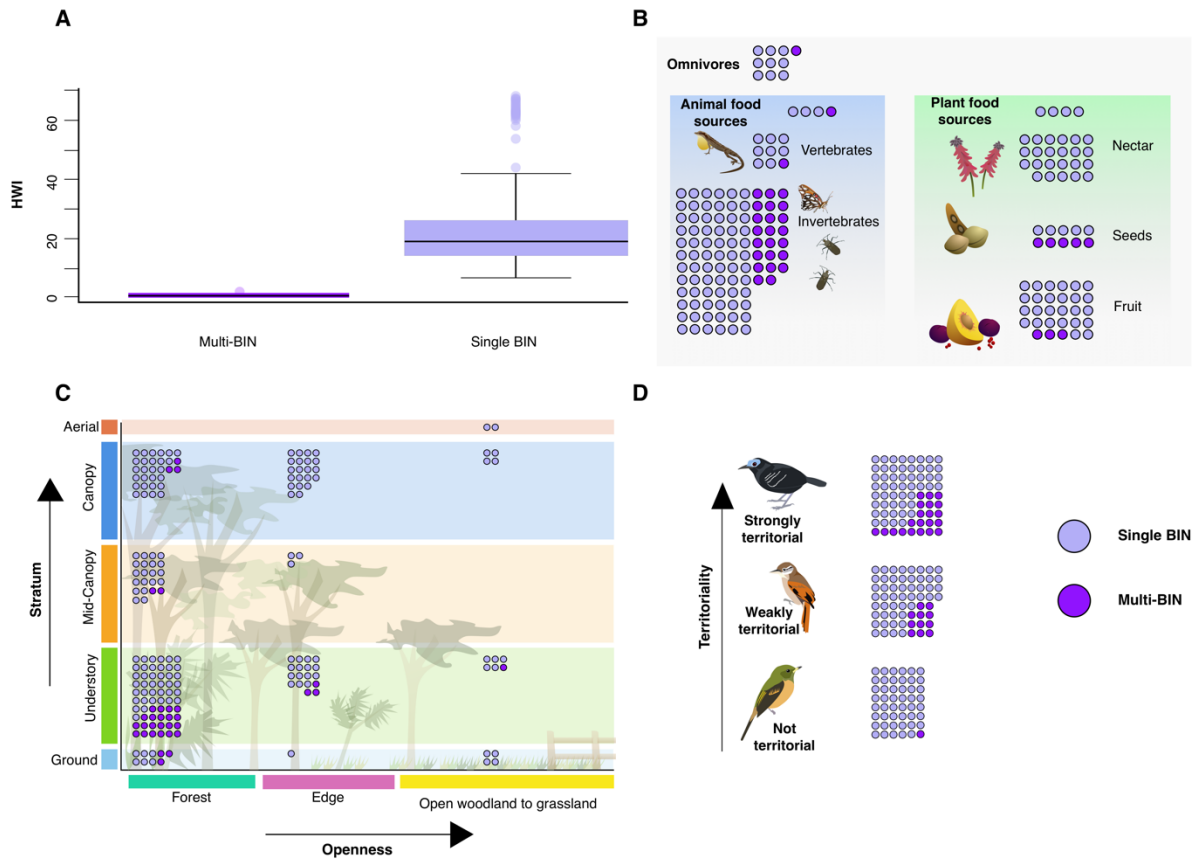 A
HWI
60
40
20
0
Multi-BIN
Single BIN
B
Omnivores
Animal food
sources
Vertebrates
Invertebrates
Plant food
sources
Nectar
Seeds
Fruit
C
Stratum
Aerial
Canopy
Mid-Canopy
Understory
Ground
Forest
Edge
Open woodland to grassland
Openness
D
Territoriality
Strongly
territorial
Weakly
territorial
Not
territorial
Single BIN
Multi-BIN